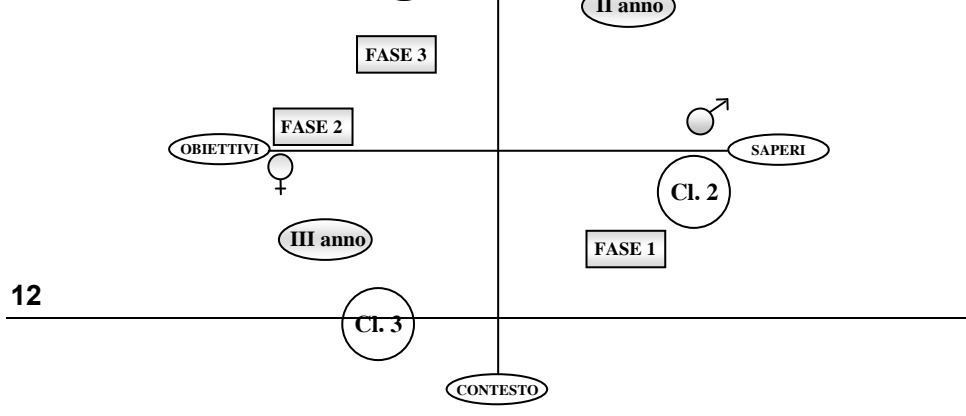 II anno
FASE 3
FASE 2
OBIETTIVI
SAPERI
Cl. 2
III anno
FASE 1
12
Cl. 3
CONTESTO